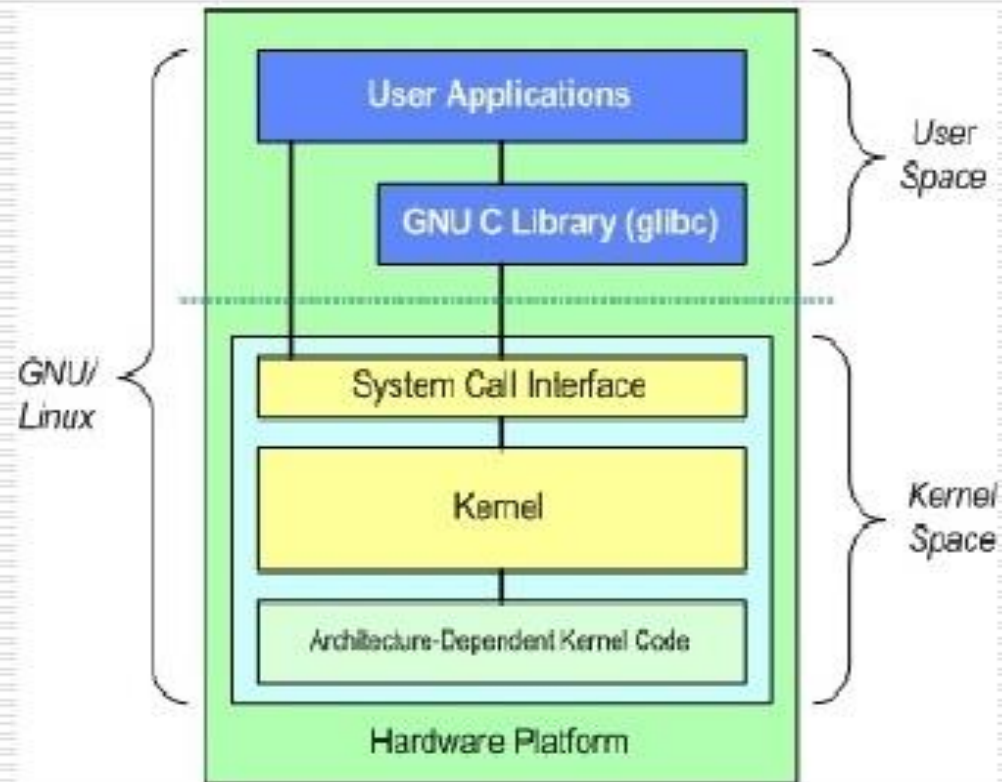 User Applications
User
Space
GNU C Library (glibc)
GNU/
Linux
System Call Interface
Kernel
Kernel
Space
Architecture-Dependent Kernel Code
Hardware Platform